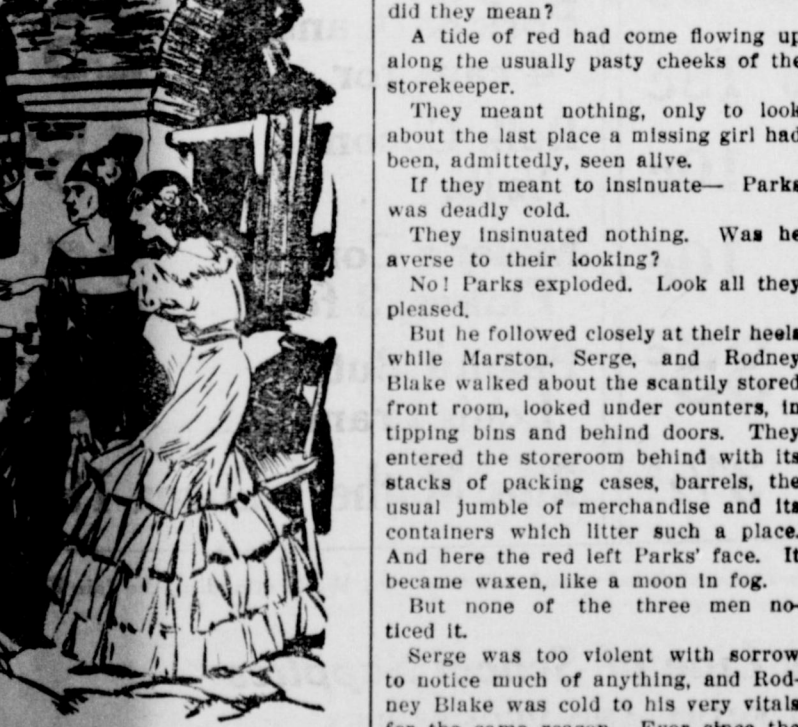 did they mean?
A tide of red had come flowing up
along the usually pasty cheeks of the
storekeeper.
They meant nothing, only to look
about the last place a missing girl had
been, admittedly, seen alive.
If they meant to insinuate— Parks
was deadly cold.
They insinuated nothing. Was he
averse to their looking?
No! Parks exploded. Look all they
pleased.
But he followed closely at their heels
while Marston, Serge, and Rodney
Blake walked about the scantily stored
front room, looked under counters, in
tipping bins and behind doors. They
entered the storeroom behind with its
stacks of packing cases, barrels, the
usual jumble of merchandise and its
containers which litter such a place.
And here the red left Parks' face. It
became waxen, like a moon in fog.
But none of the three men no-
ticed it.
Serge was too violent with sorrow
to notice much of anything, and Rod-
ney Blake was cold to his very vitals
for the same reason. Ever since the